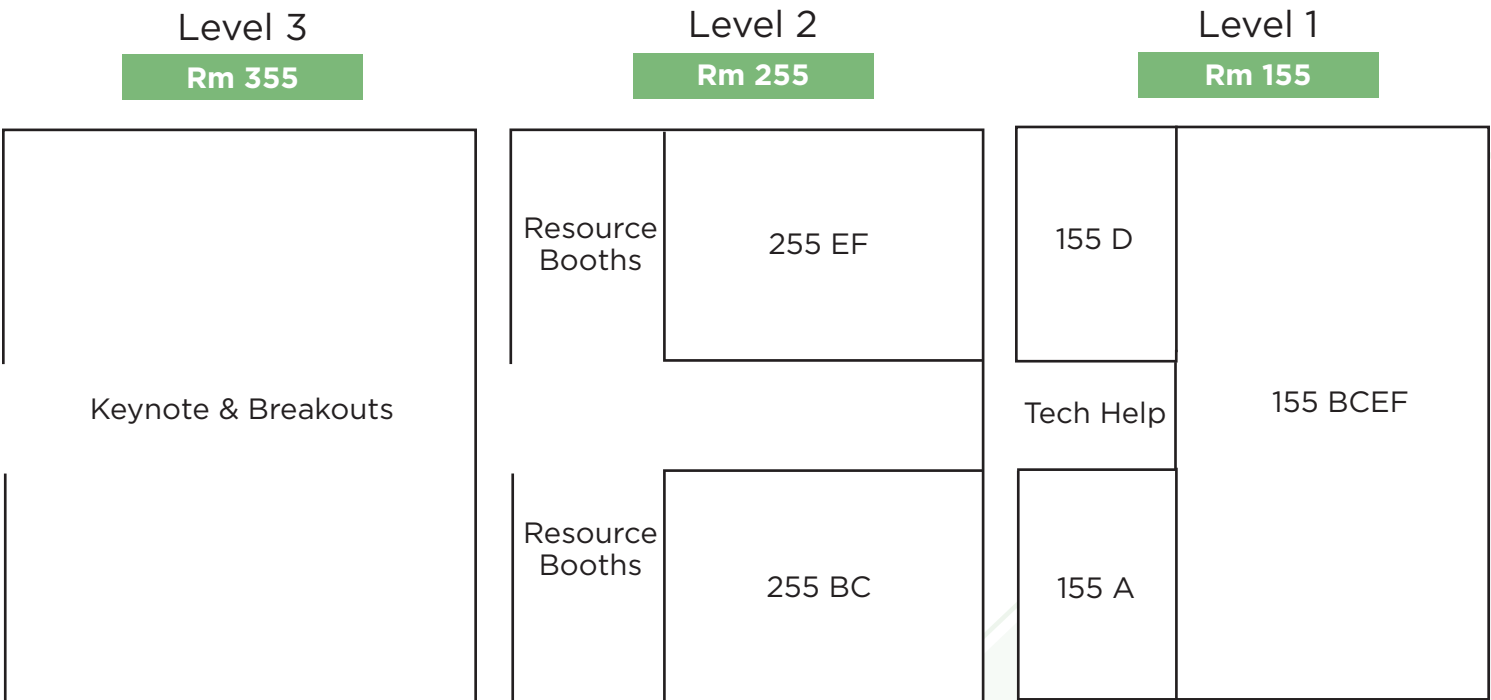 Level 3
Rm 355
Keynote & Breakouts
Level 2
Rm 255
Resource
Booths
255 EF
Resource
Booths
255 BC
Level 1
Rm 155
155 D
Tech Help
155 BCEF
155 A